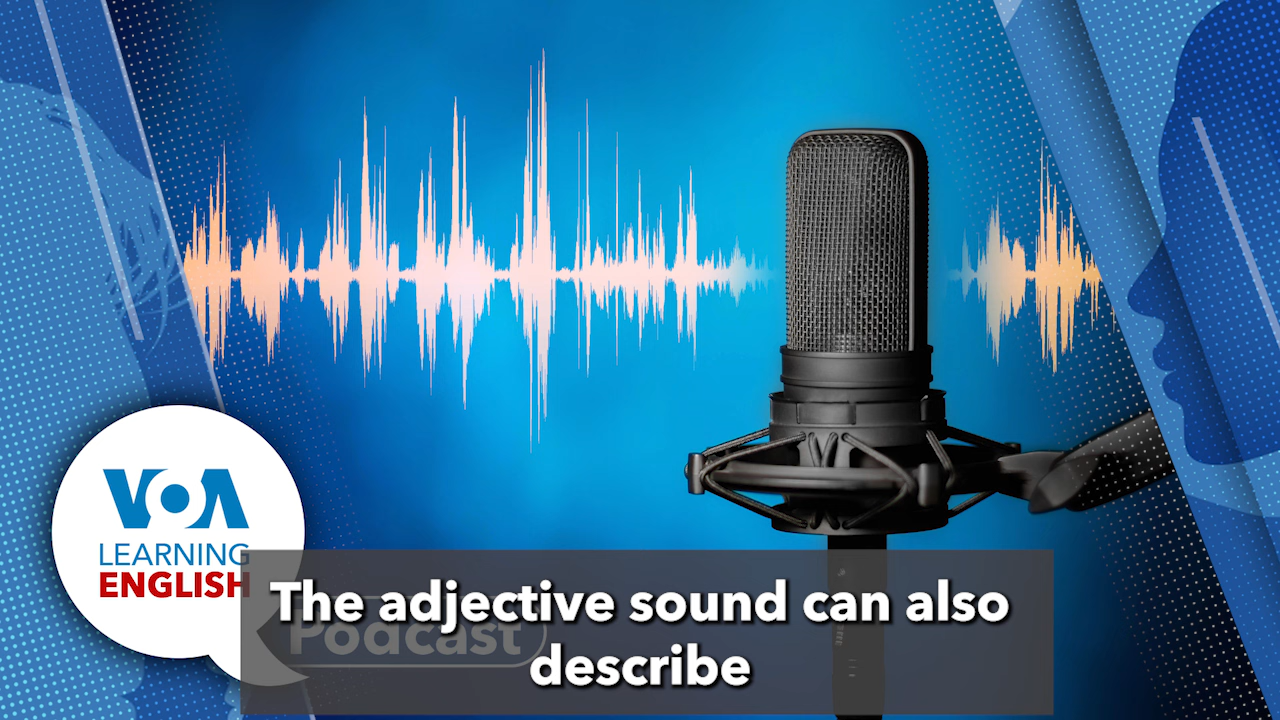 VOA
LEARNING
ENGLISH
Podcast
The adjective sound can also
describe